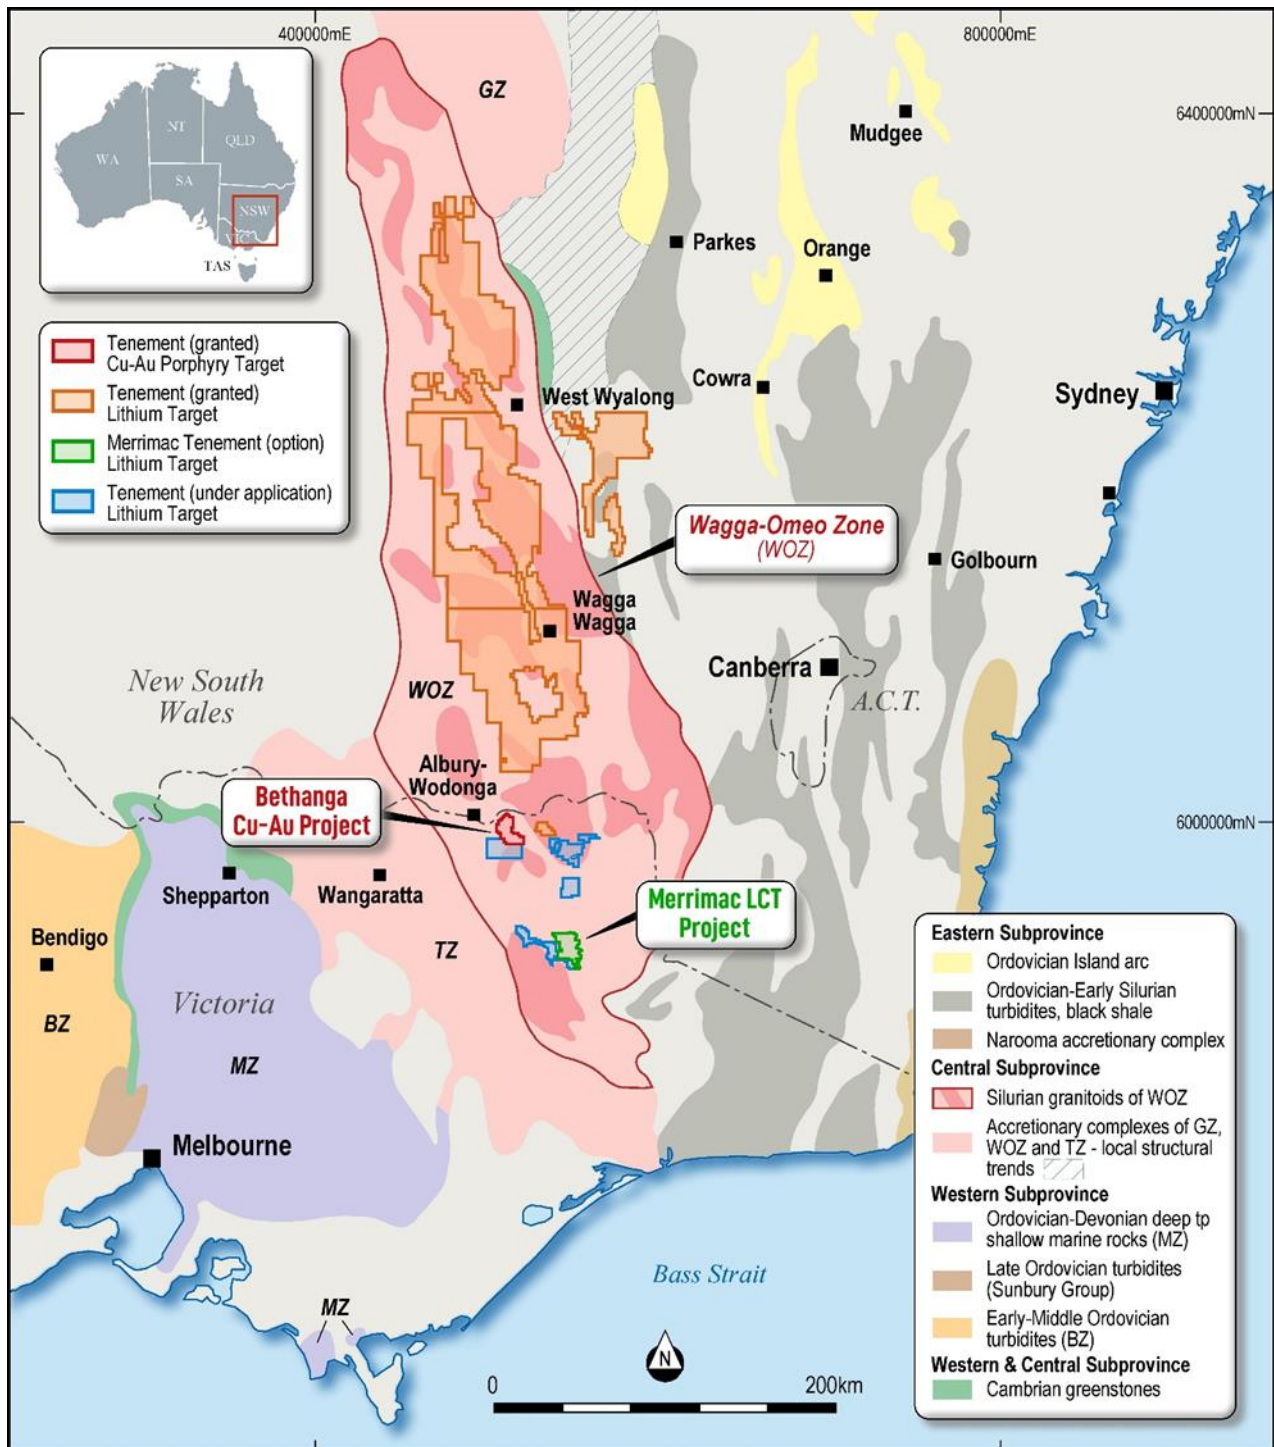 400000mE
800000mE
6400000mN
6000000mN
WA
NT
QLD
SA
NSW
VIC
TAS
Tenement (granted)
Cu-Au Porphyry Target
Tenement (granted)
Lithium Target
Merrimac Tenement (option)
Lithium Target
Tenement (under application)
Lithium Target
GZ
Mudgee
Parkes
Orange
Cowra
West Wyalong
Sydney
Wagga-Omeo Zone
(WOZ)
Golbourn
Wagga
Wagga
Canberra
A.C.T.
New South
Wales
WOZ
Albury-
Wodonga
Bethanga
Cu-Au Project
Shepparton
Wangaratta
Merrimac LCT
Project
Bendigo
TZ
Victoria
BZ
MZ
Melbourne
MZ
Bass Strait
N
0
200km
Eastern Subprovince
Ordovician Island arc
Ordovician-Early Silurian
turbidites, black shale
Narooma accretionary complex
Central Subprovince
Silurian granitoids of WOZ
Accretionary complexes of GZ,
WOZ and TZ - local structural
trends
Western Subprovince
Ordovician-Devonian deep tp
shallow marine rocks (MZ)
Late Ordovician turbidites
(Sunbury Group)
Early-Middle Ordovician
turbidites (BZ)
Western & Central Subprovince
Cambrian greenstones